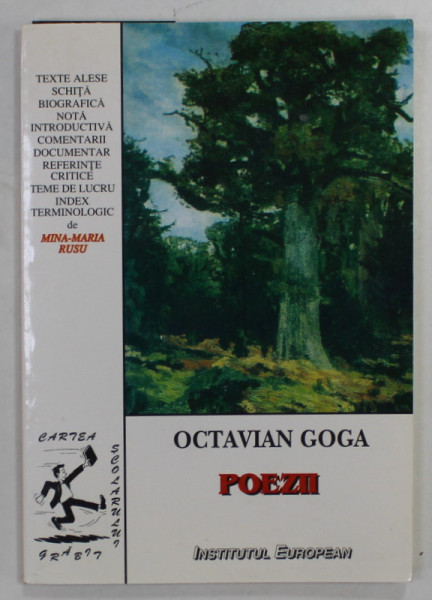 TEXTE ALESE
SCHIȚĂ
BIOGRAFICĂ
NOTĂ
INTRODUCTIVĂ
COMENTARII
DOCUMENTAR
REFERINȚE
CRITICE
TEME DE LUCRU
INDEX
TERMINOLOGIC
de
MINA-MARIA
RUSU
CARTEA
ȘCOLARULUI
GRĂBIT
OCTAVIAN GOGA
POEZII
INSTITUTUL EUROPEAN